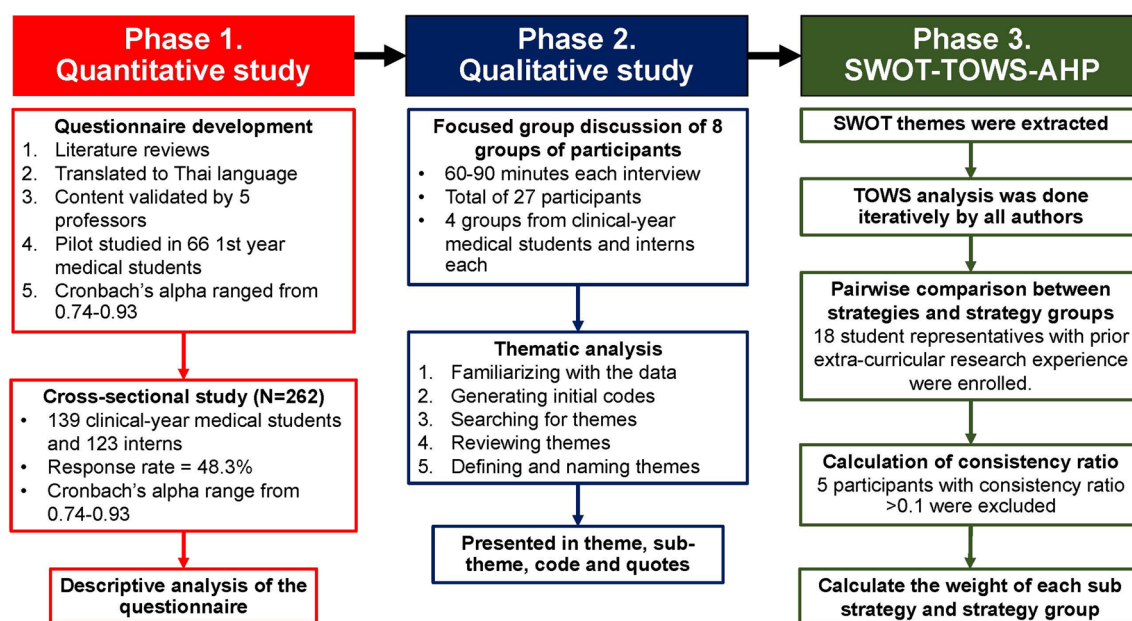 Phase 1.
Quantitative study
Questionnaire development
1. Literature reviews
2. Translated to Thai language
3. Content validated by 5
professors
4. Pilot studied in 66 1st year
medical students
5. Cronbach's alpha ranged from
0.74-0.93
Cross-sectional study (N=262)
• 139 clinical-year medical students
and 123 interns
• Response rate = 48.3%
• Cronbach's alpha range from
0.74-0.93
Descriptive analysis of the
questionnaire
Phase 2.
Qualitative study
Focused group discussion of 8
groups of participants
• 60-90 minutes each interview
• Total of 27 participants
• 4 groups from clinical-year
medical students and interns
each
Thematic analysis
1. Familiarizing with the data
2. Generating initial codes
3. Searching for themes
4. Reviewing themes
5. Defining and naming themes
Presented in theme, sub-
theme, code and quotes
Phase 3.
SWOT-TOWS-AHP
SWOT themes were extracted
TOWS analysis was done
iteratively by all authors
Pairwise comparison between
strategies and strategy groups
18 student representatives with prior
extra-curricular research experience
were enrolled.
Calculation of consistency ratio
5 participants with consistency ratio
>0.1 were excluded
Calculate the weight of each sub
strategy and strategy group